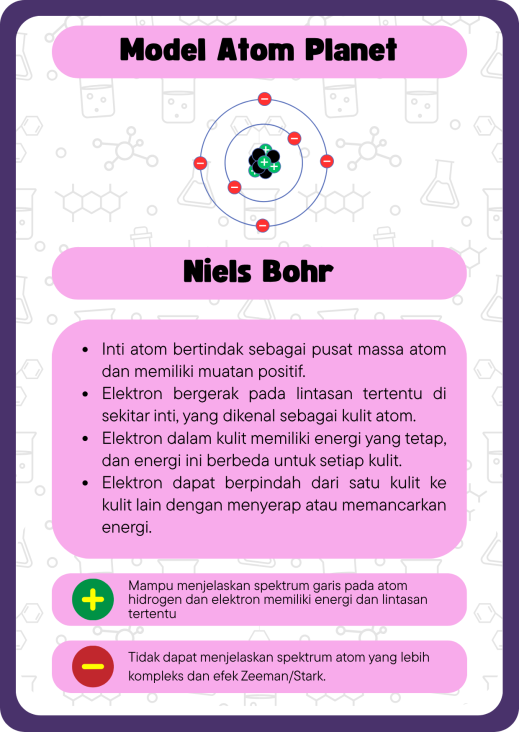 Model Atom Planet
Niels Bohr
• Inti atom bertindak sebagai pusat massa atom
dan memiliki muatan positif.
• Elektron bergerak pada lintasan tertentu di
sekitar inti, yang dikenal sebagai kulit atom.
• Elektron dalam kulit memiliki energi yang tetap,
dan energi ini berbeda untuk setiap kulit.
• Elektron dapat berpindah dari satu kulit ke
kulit lain dengan menyerap atau memancarkan
energi.
Mampu menjelaskan spektrum garis pada atom
hidrogen dan elektron memiliki energi dan lintasan
tertentu
Tidak dapat menjelaskan spektrum atom yang lebih
kompleks dan efek Zeeman/Stark.